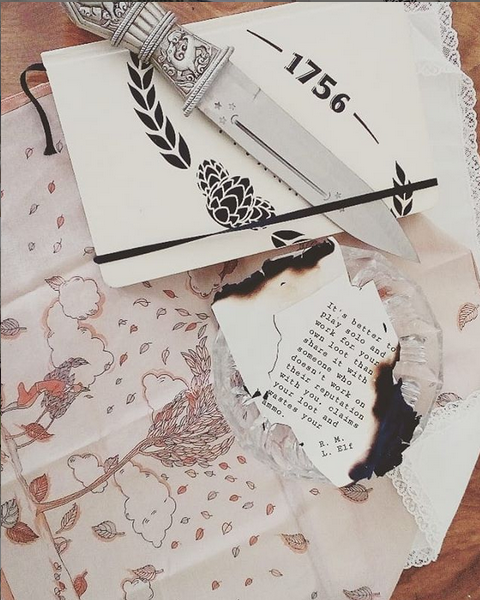 1756
It's better to
play solo and
work for your
own loot than
share it with
someone who
doesn't work on
their reputation
with you, claims
your loot and
wastes your
ammo.
R. M.
L. Elf